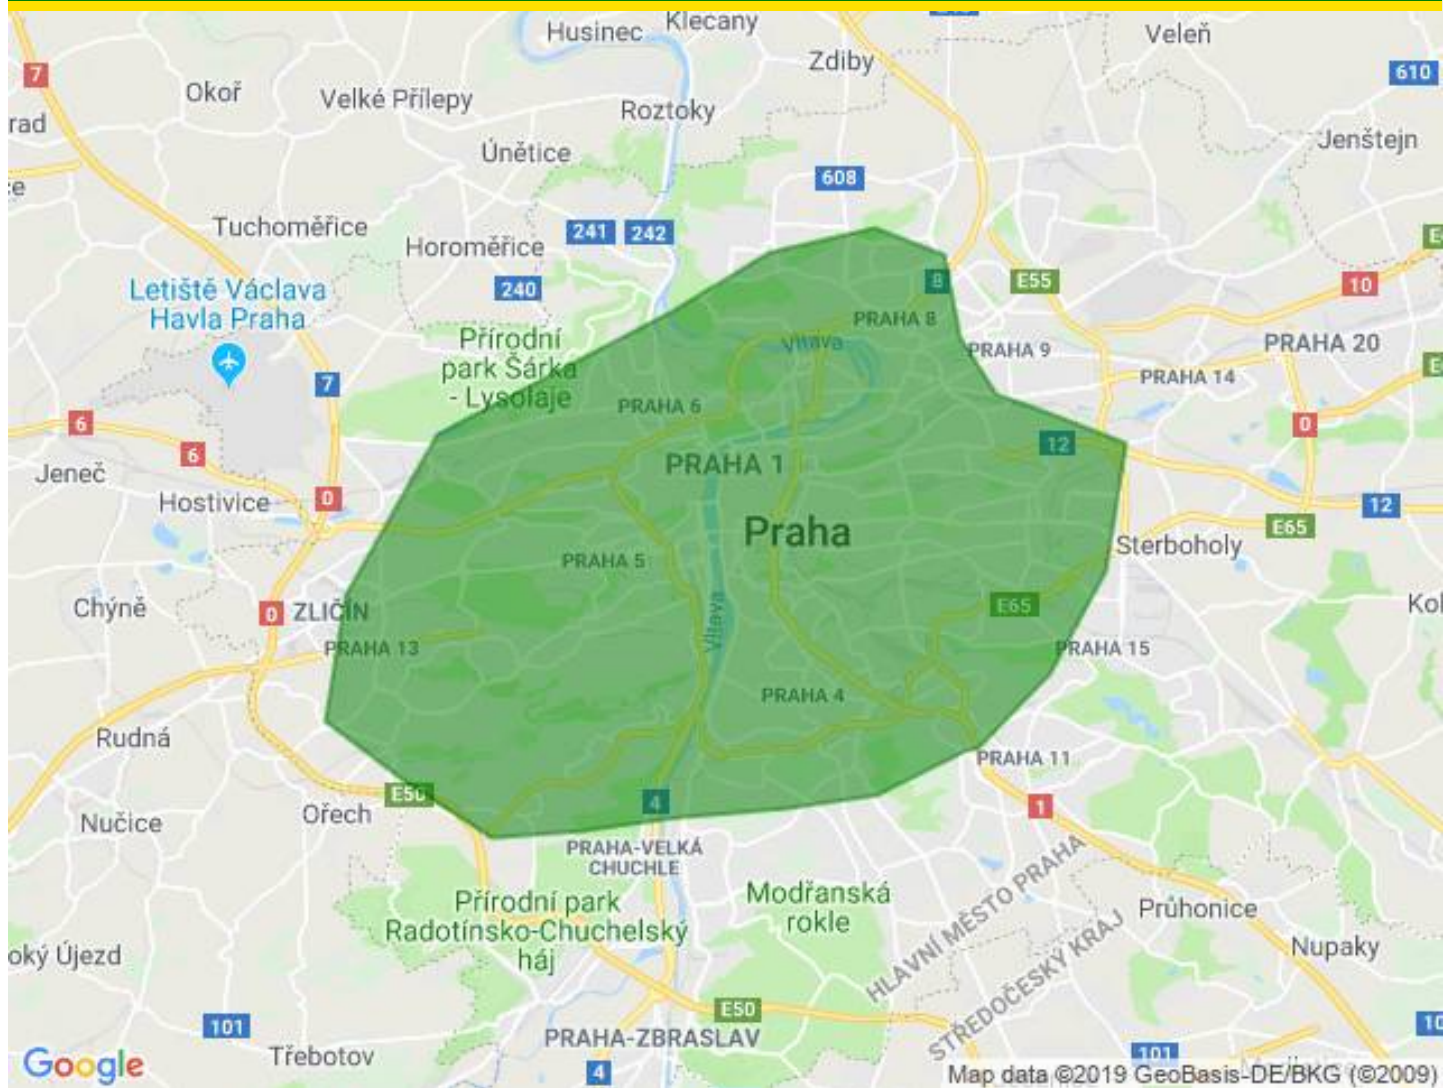 Husinec
Klecany
Veleň
Zdiby
7
610
Okoř
Velké Přílepy
Roztoky
rad
Jenštejn
Únětice
608
Tuchoměřice
241
242
Horoměřice
E55
10
240
8
Letiště Václava
Havla Praha
PRAHA 8
Přírodní
park Šárka
- Lysolaje
Vltava
PRAHA 9
PRAHA 20
7
PRAHA 14
PRAHA 6
6
0
6
12
PRAHA 1
Jeneč
Hostivice
0
12
Praha
E65
PRAHA 5
Sterboholy
Chýně
0
ZLIČÍN
E65
Kol
Vltava
PRAHA 13
PRAHA 15
PRAHA 4
Rudná
PRAHA 11
E50
4
1
Nučice
Ořech
PRAHA-VELKÁ
CHUCHLE
Přírodní park
Radotínsko-Chuchelský
háj
Modřanská
rokle
HLAVNÍ MĚSTO PRAHA
STŘEDOČESKÝ KRAJ
Průhonice
Nupaky
oký Újezd
E50
101
PRAHA-ZBRASLAV
Třebotov
4
101
10
Google
Map data ©2019 GeoBasis-DE/BKG (©2009)